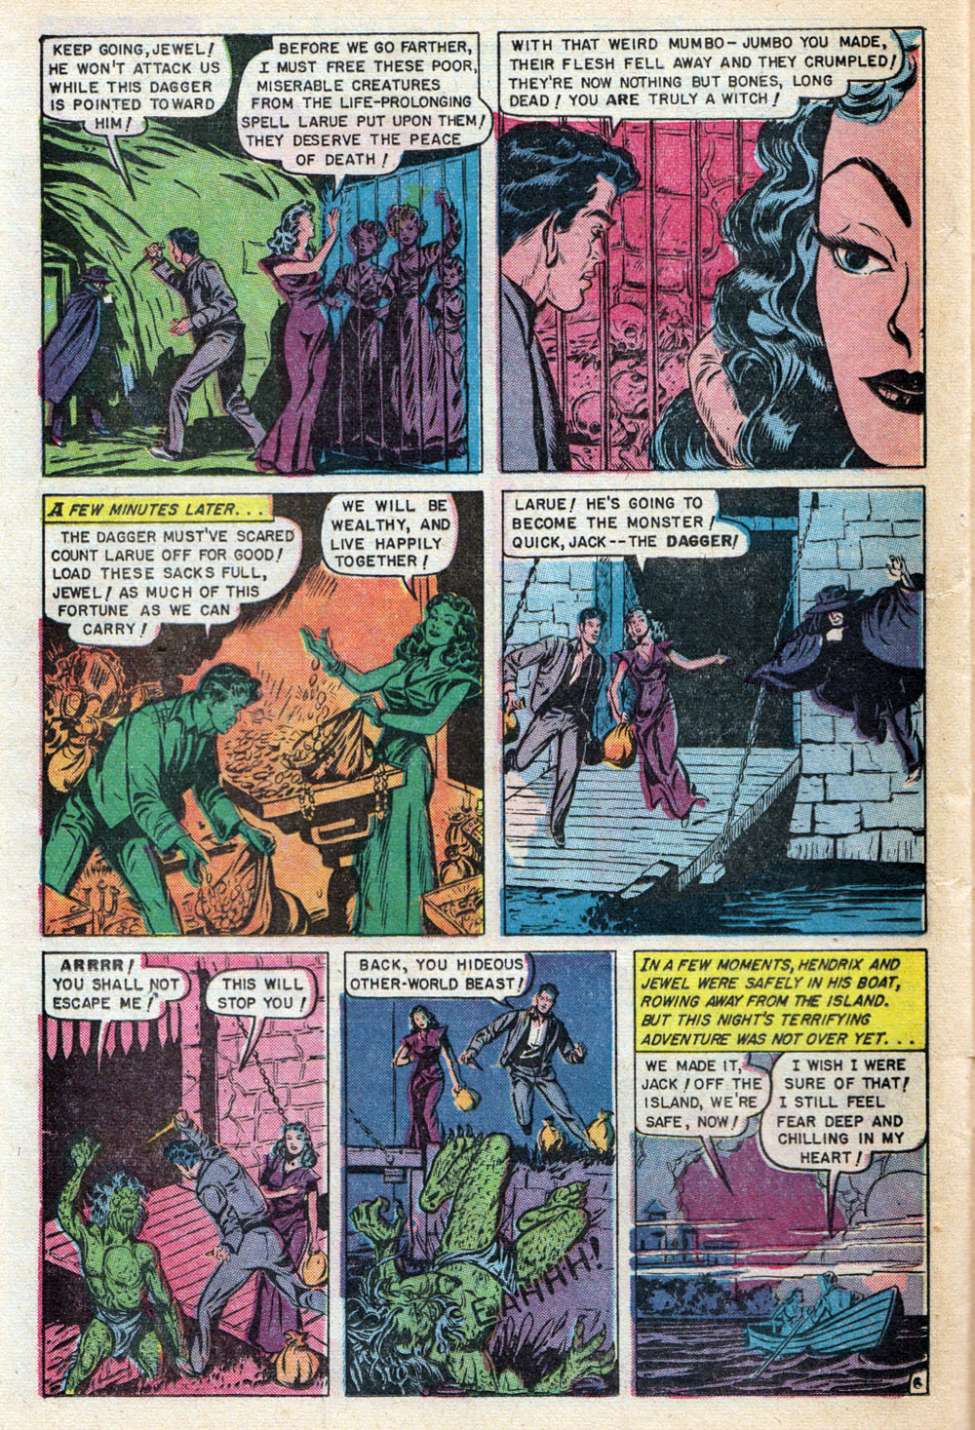 KEEP GOING, JEWEL!
HE WON'T ATTACK US
WHILE THIS DAGGER
IS POINTED TOWARD
HIM!
BEFORE WE GO FARTHER,
I MUST FREE THESE POOR,
MISERABLE CREATURES
FROM THE LIFE-PROLONGING
SPELL LARUE PUT UPON THEM!
THEY DESERVE THE PEACE
OF DEATH!
WITH THAT WEIRD MUMBO-JUMBO YOU MADE,
THEIR FLESH FELL AWAY AND THEY CRUMPLED!
THEY'RE NOW NOTHING BUT BONES, LONG
DEAD! YOU ARE TRULY A WITCH!
A FEW MINUTES LATER...
THE DAGGER MUST'VE SCARED
COUNT LARUE OFF FOR GOOD!
LOAD THESE SACKS FULL,
JEWEL! AS MUCH OF THIS
FORTUNE AS WE CAN
CARRY!
WE WILL BE
WEALTHY, AND
LIVE HAPPILY
TOGETHER!
LARUE! HE'S GOING TO
BECOME THE MONSTER!
QUICK, JACK--THE DAGGER!
ARRRR!
YOU SHALL NOT
ESCAPE ME!
THIS WILL
STOP YOU!
BACK, YOU HIDEOUS
OTHER-WORLD BEAST!
EAHHHH!
IN A FEW MOMENTS, HENDRIX AND
JEWEL WERE SAFELY IN HIS BOAT,
ROWING AWAY FROM THE ISLAND.
BUT THIS NIGHT'S TERRIFYING
ADVENTURE WAS NOT OVER YET...
WE MADE IT,
JACK! OFF THE
ISLAND, WE'RE
SAFE, NOW!
I WISH I WERE
SURE OF THAT!
I STILL FEEL
FEAR DEEP AND
CHILLING IN MY
HEART!